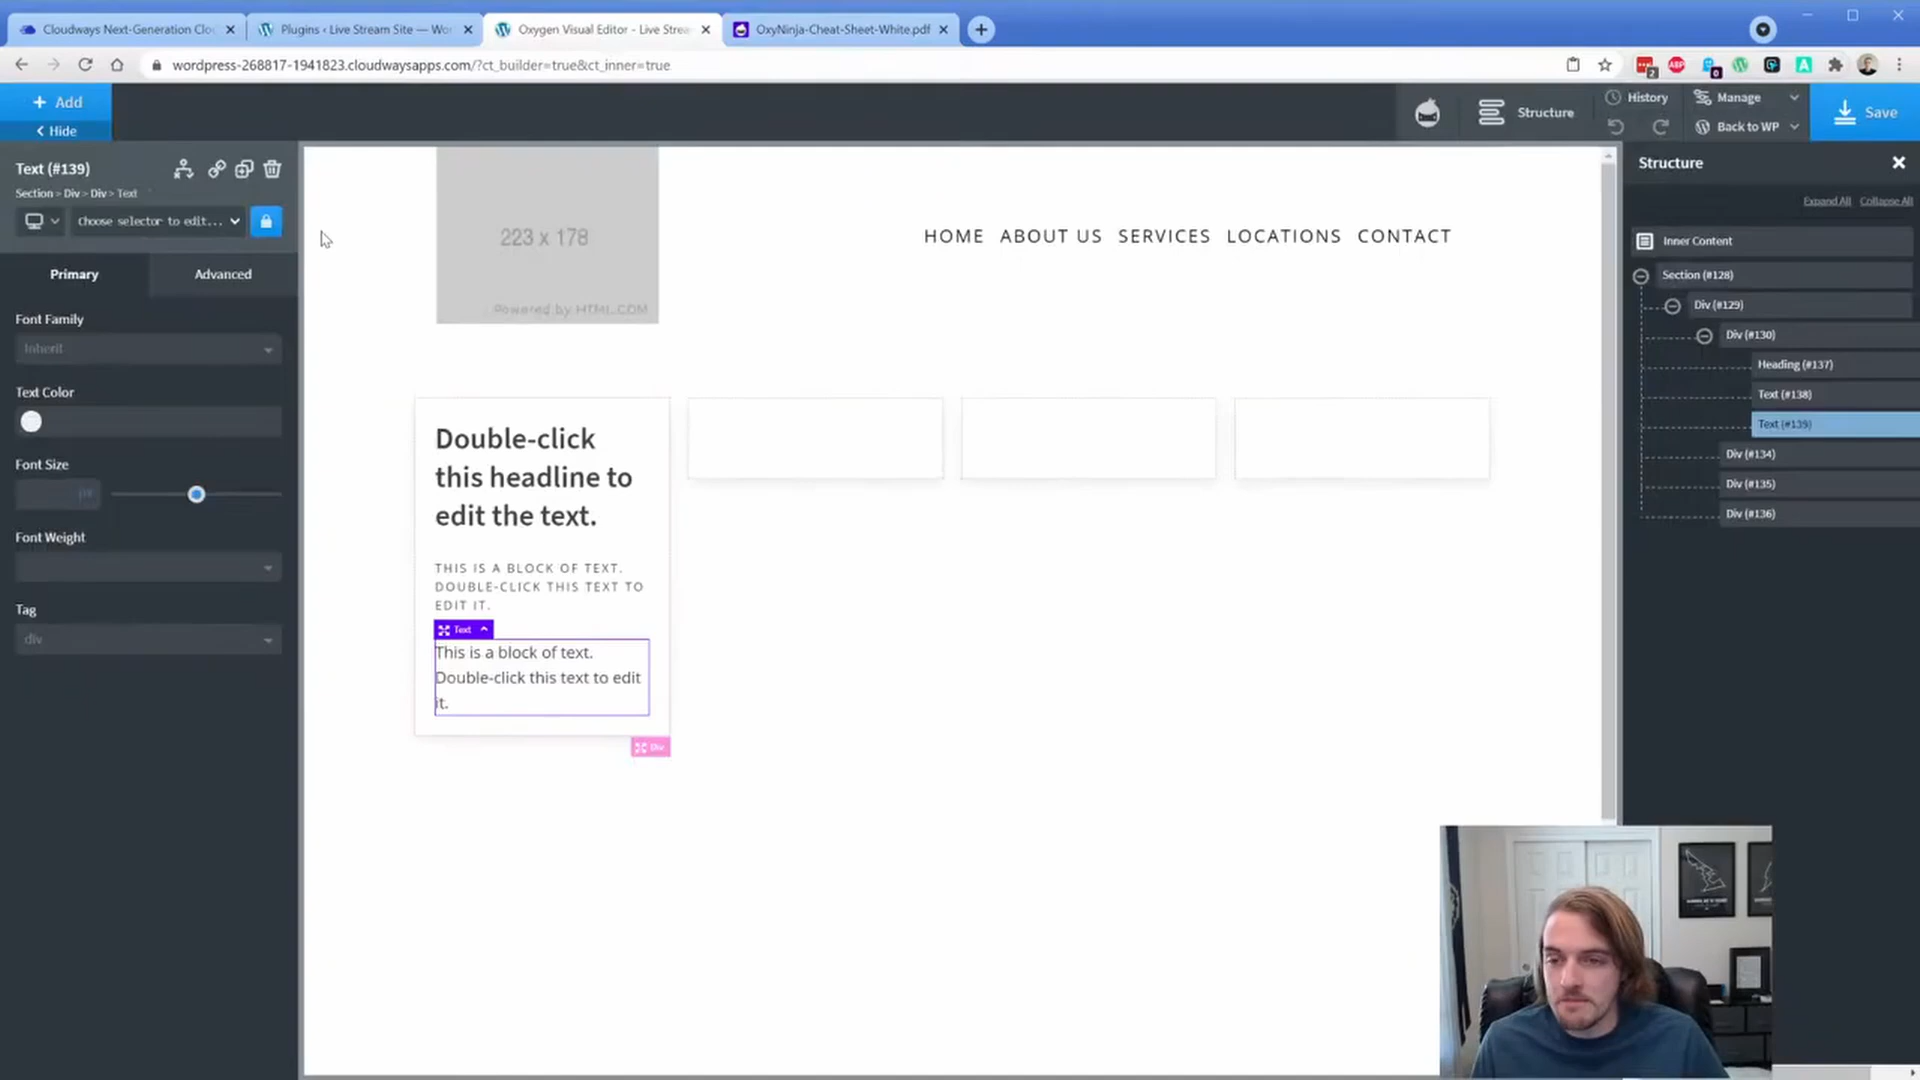 Cloudways Next-Generation Clo
Plugins ‹ Live Stream Site — Wo
Oxygen Visual Editor - Live Strea
OxyNinja-Cheat-Sheet-White.pdf
wordpress-268817-1941823.cloudwaysapps.com/?ct_builder=true&ct_inner=true
+ Add
Hide
Structure
History
Manage
Back to WP
Save
Text (#139)
Section > Div > Div > Text
Choose selector to edit...
Primary
Advanced
Font Family
Inherit
Text Color
Font Size
px
Font Weight
Tag
div
223 x 178
Powered by HTML.COM
HOME ABOUT US SERVICES LOCATIONS CONTACT
Double-click
this headline to
edit the text.
THIS IS A BLOCK OF TEXT.
DOUBLE-CLICK THIS TEXT TO
EDIT IT.
Text
This is a block of text.
Double-click this text to edit
it.
Div
Structure
Expand All
Collapse All
Inner Content
Section (#128)
Div (#129)
Div (#130)
Heading (#137)
Text (#138)
Text (#139)
Div (#134)
Div (#135)
Div (#136)